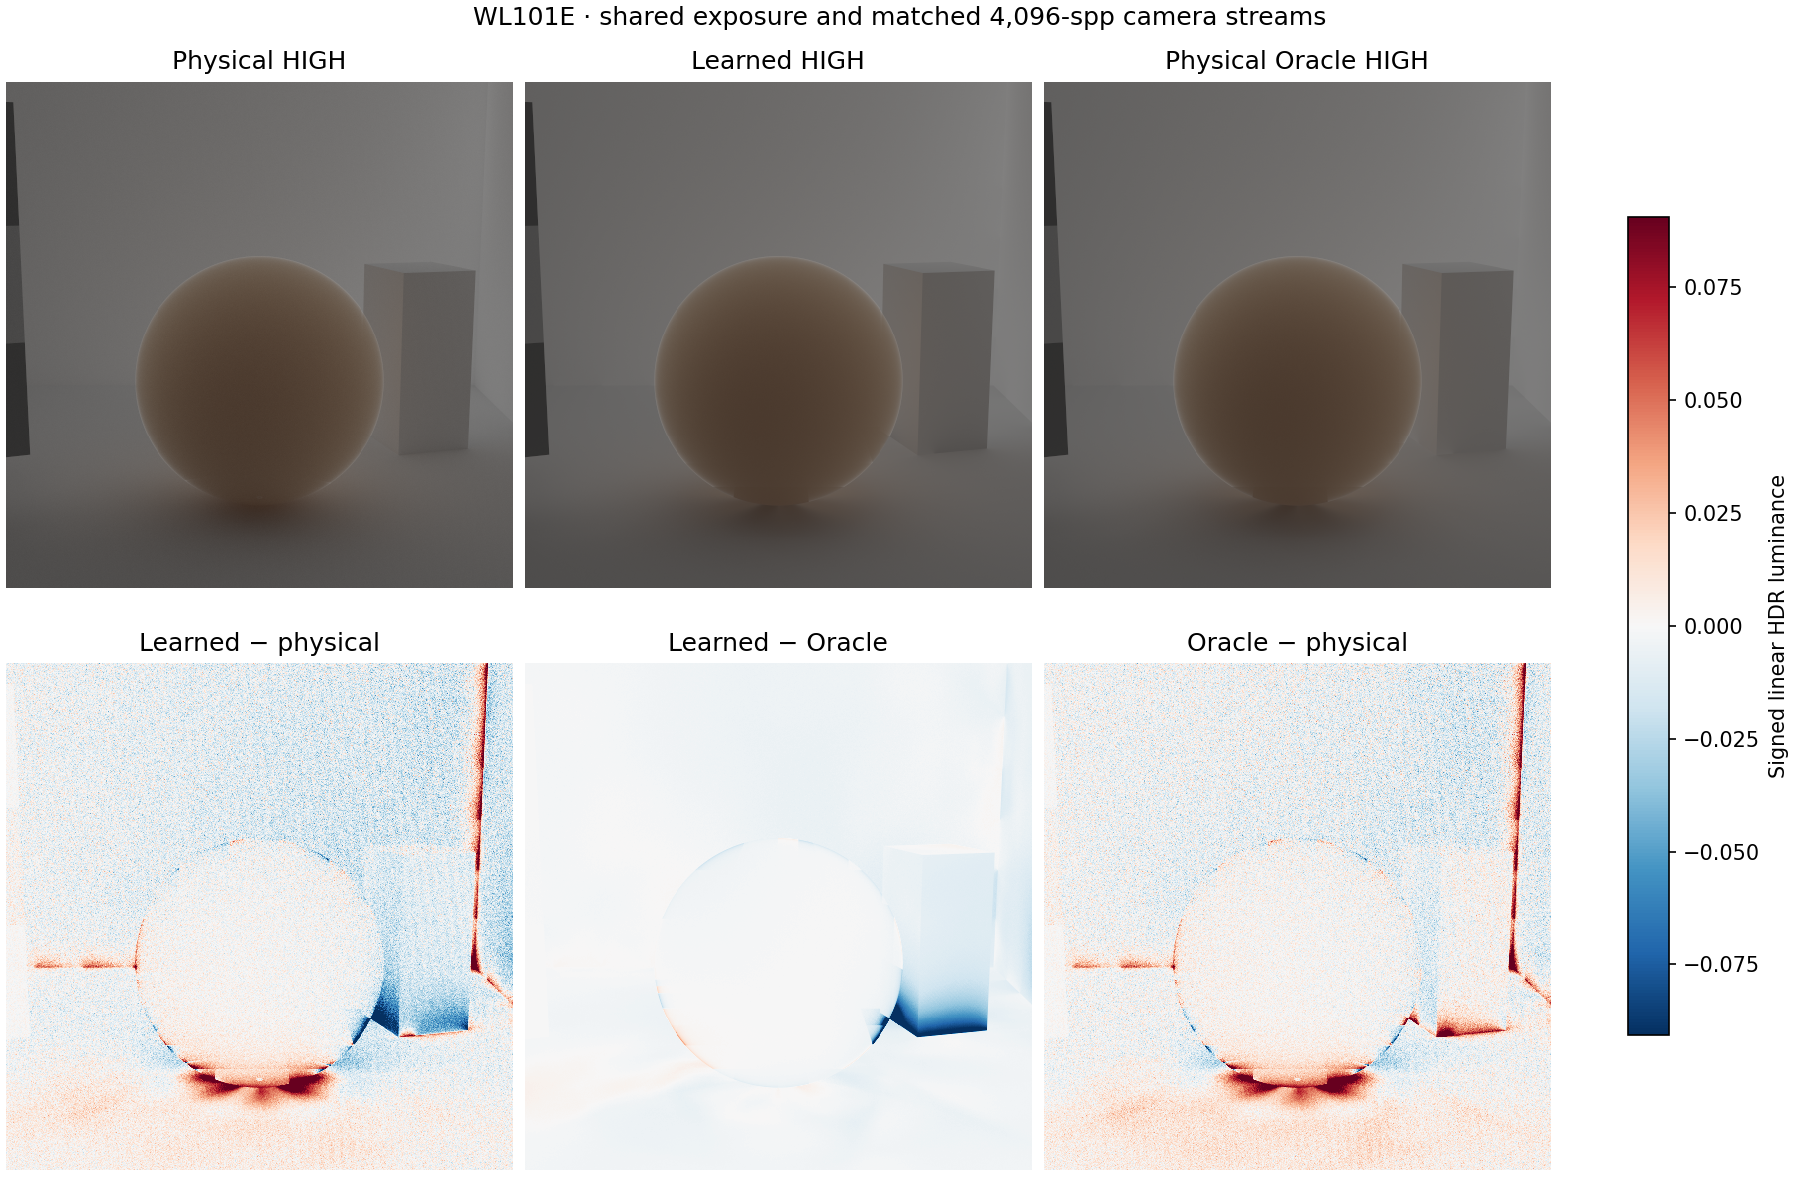 WL101E · shared exposure and matched 4,096-spp camera streams
Physical HIGH
Learned HIGH
Physical Oracle HIGH
Learned − physical
Learned − Oracle
Oracle − physical
0.075
0.050
0.025
0.000
−0.025
−0.050
−0.075
Signed linear HDR luminance